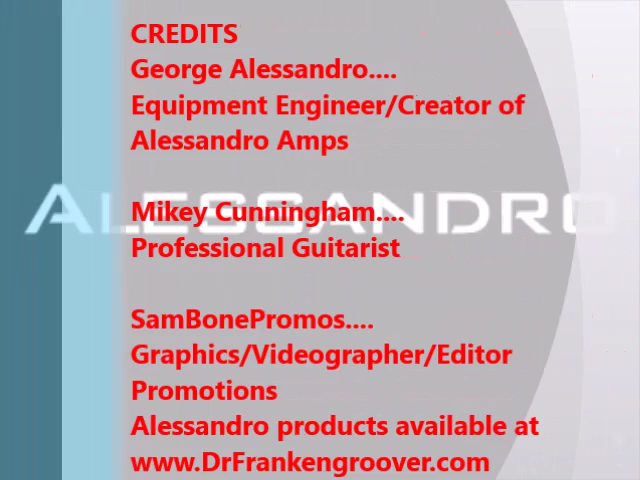 CREDITS
George Alessandro....
Equipment Engineer/Creator of
Alessandro Amps
ALESSANDRO
Mikey Cunningham....
Professional Guitarist
SamBonePromos....
Graphics/Videographer/Editor
Promotions
Alessandro products available at
www.DrFrankengroover.com